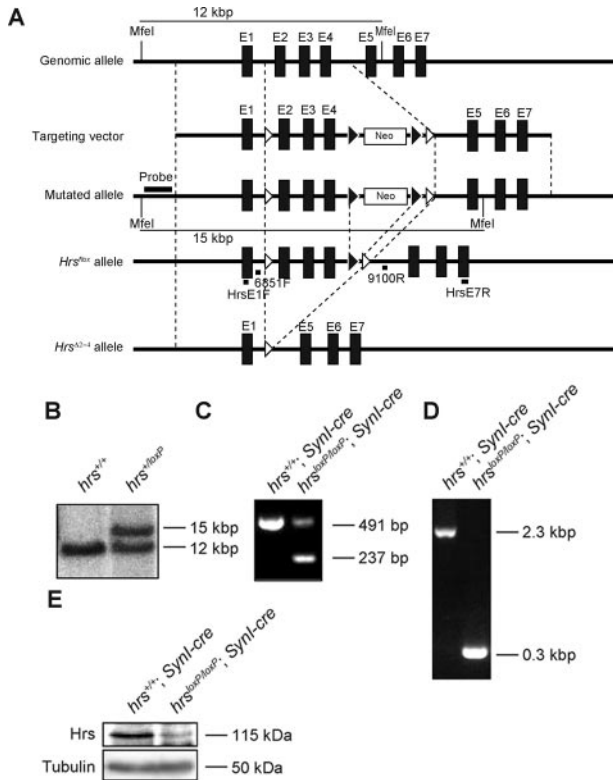 A
12 kbp
MfeI
MfeI
E1 E2 E3 E4 E5 E6 E7
Genomic allele
E1 E2 E3 E4 E5 E6 E7
Targeting vector
Neo
Probe
Mutated allele
Neo
MfeI
MfeI
15 kbp
Hrs^flox allele
6851F
9100R
HrsE1F
HrsE7R
E1 E5 E6 E7
Hrs^Δ2-4 allele
B
hrs+/+
hrs+/loxP
15 kbp
12 kbp
C
hrs+/+; SynI-cre
hrsloxP/loxP; SynI-cre
491 bp
237 bp
D
hrs+/+; SynI-cre
hrsloxP/loxP; SynI-cre
2.3 kbp
0.3 kbp
E
hrs+/+; SynI-cre
hrsloxP/loxP; SynI-cre
Hrs
115 kDa
Tubulin
50 kDa